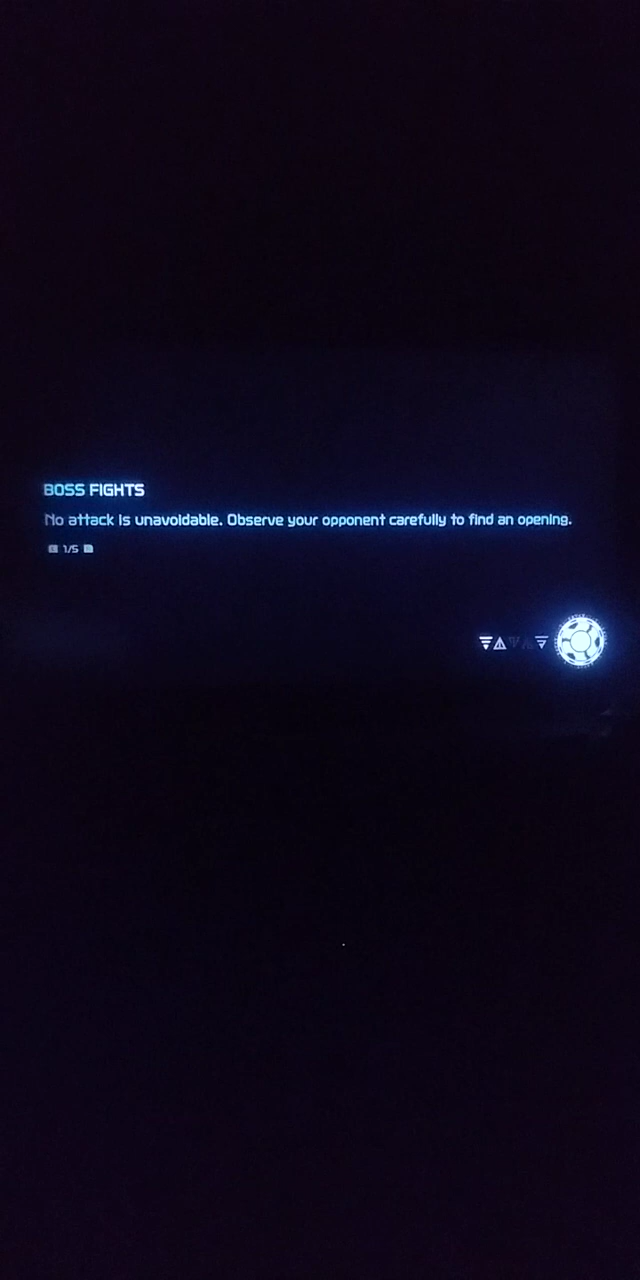 BOSS FIGHTS
No attack is unavoidable. Observe your opponent carefully to find an opening.
1/5